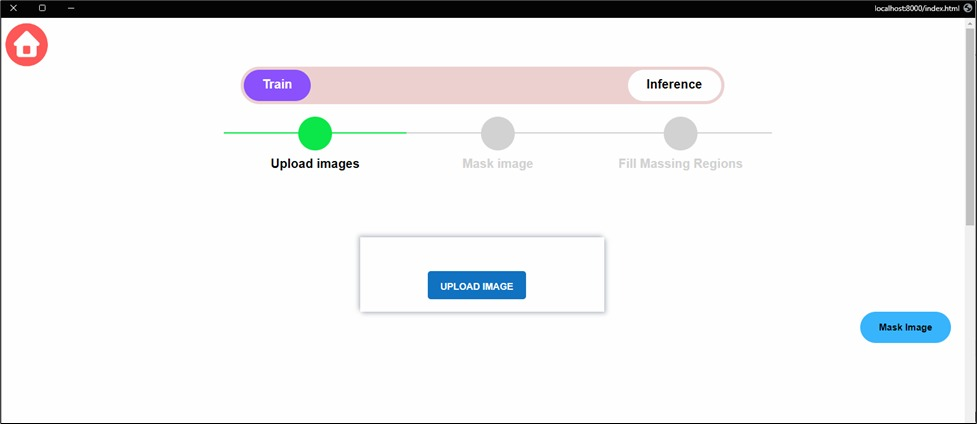 localhost:8000/index.html
Train
Inference
Upload images
Mask image
Fill Massing Regions
UPLOAD IMAGE
Mask Image